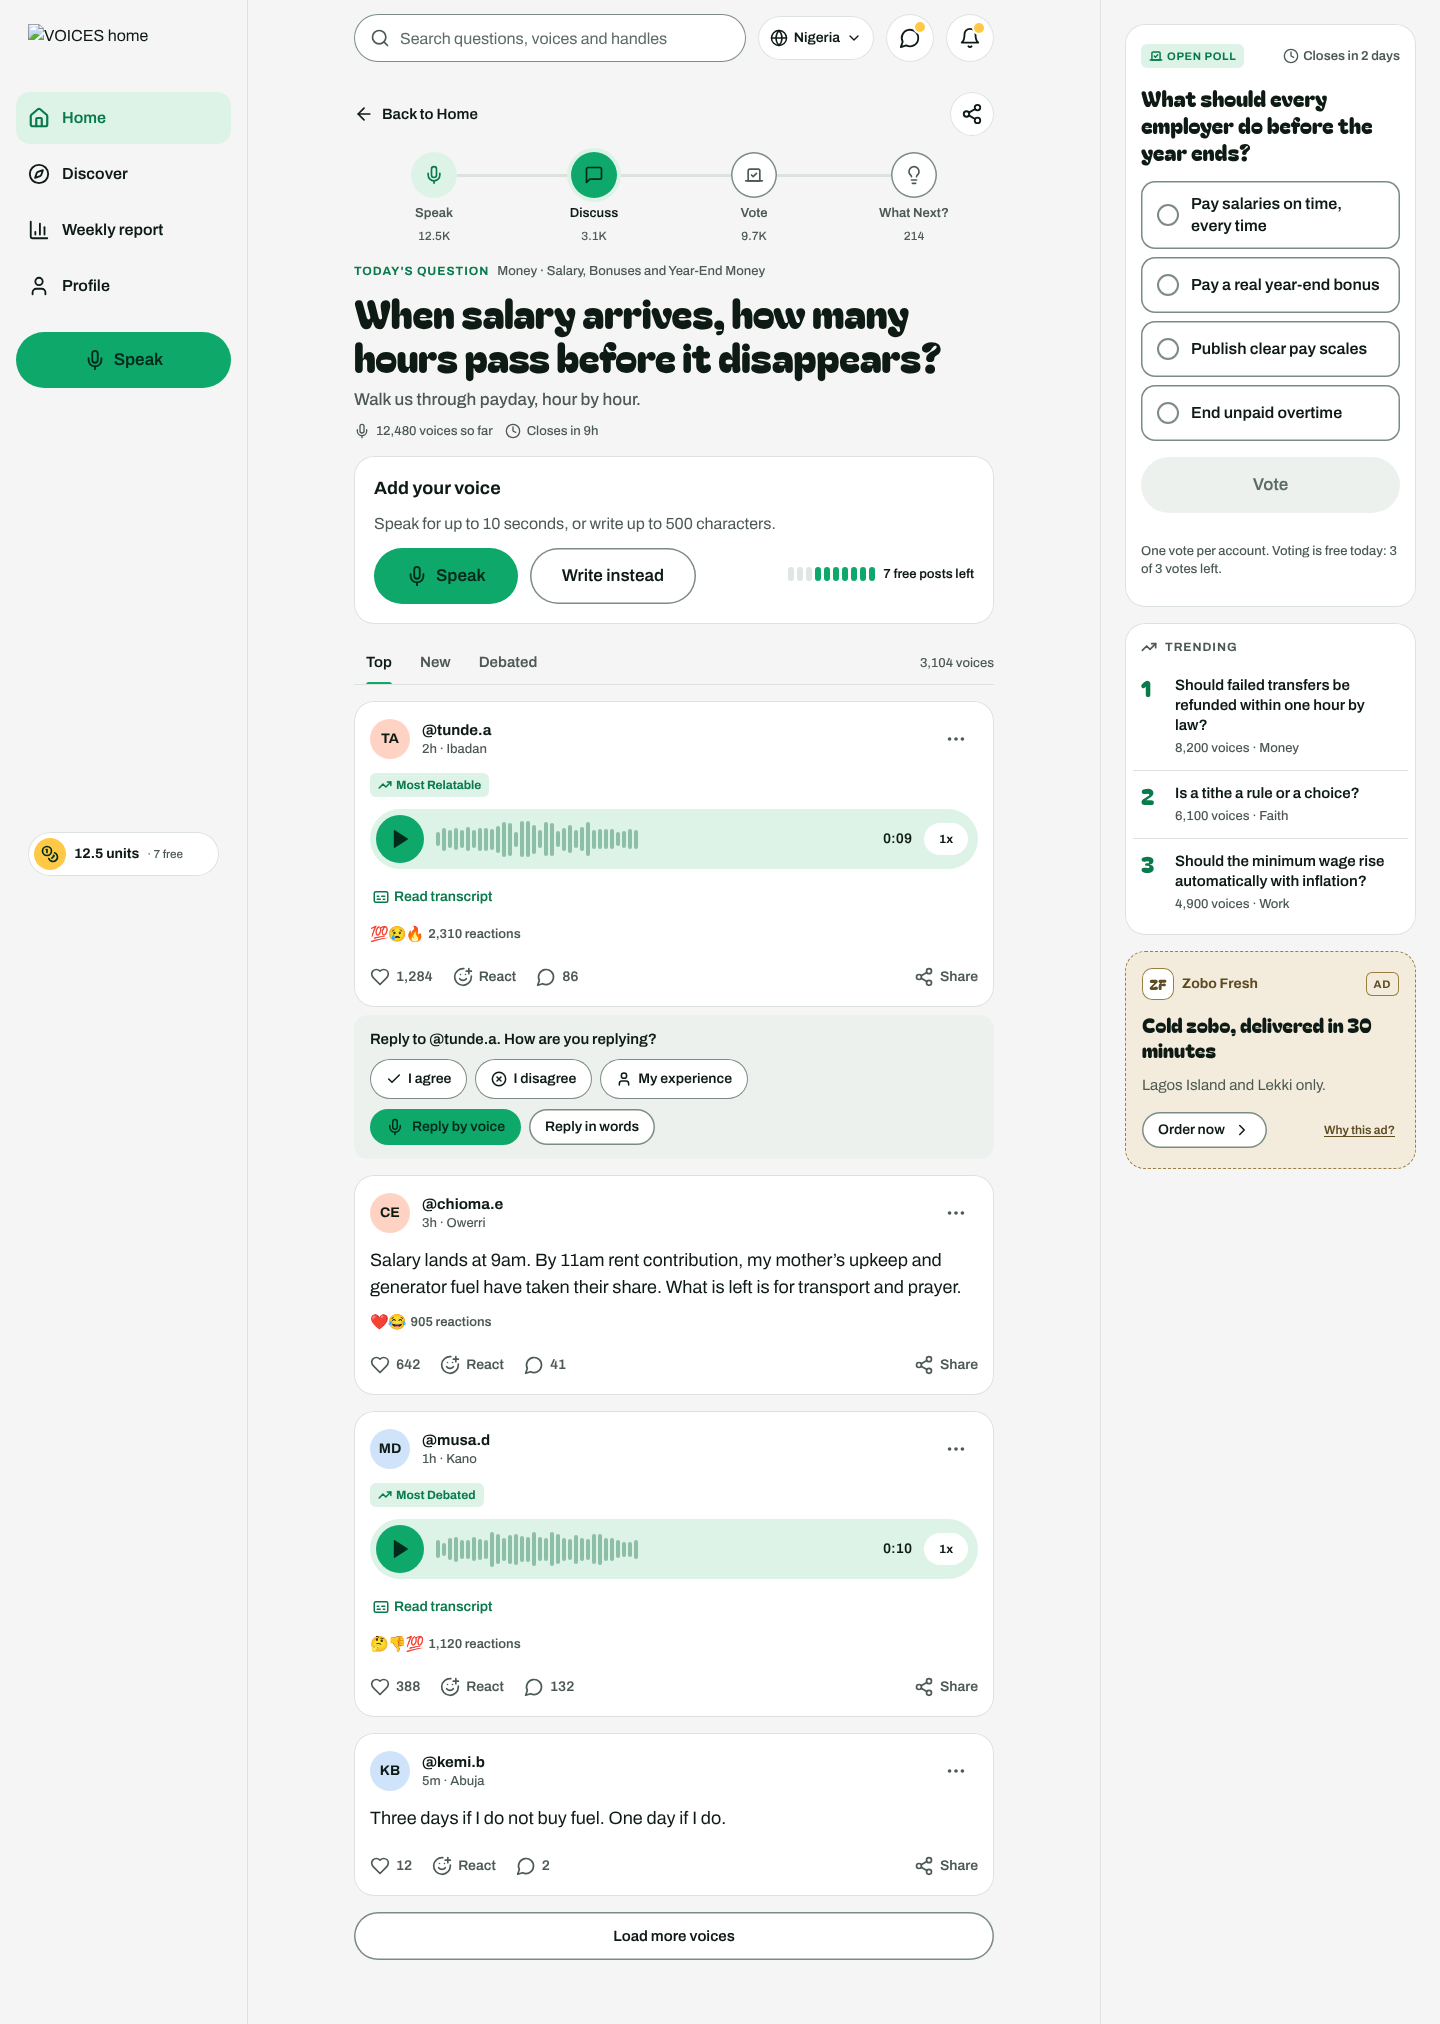 VOICES home
Home
Discover
Weekly report
Profile
Speak
12.5 units · 7 free
Search questions, voices and handles
Nigeria
Back to Home
Speak
12.5K
Discuss
3.1K
Vote
9.7K
What Next?
214
TODAY'S QUESTION Money · Salary, Bonuses and Year-End Money
When salary arrives, how many
hours pass before it disappears?
Walk us through payday, hour by hour.
12,480 voices so far Closes in 9h
Add your voice
Speak for up to 10 seconds, or write up to 500 characters.
Speak
Write instead
7 free posts left
Top New Debated 3,104 voices
TA
@tunde.a
2h · Ibadan
Most Relatable
0:09 1x
Read transcript
💯😢🔥 2,310 reactions
1,284 React 86 Share
Reply to @tunde.a. How are you replying?
I agree I disagree My experience
Reply by voice Reply in words
CE
@chioma.e
3h · Owerri
Salary lands at 9am. By 11am rent contribution, my mother’s upkeep and
generator fuel have taken their share. What is left is for transport and prayer.
❤️😂 905 reactions
642 React 41 Share
MD
@musa.d
1h · Kano
Most Debated
0:10 1x
Read transcript
🤔👎💯 1,120 reactions
388 React 132 Share
KB
@kemi.b
5m · Abuja
Three days if I do not buy fuel. One day if I do.
12 React 2 Share
Load more voices
OPEN POLL Closes in 2 days
What should every
employer do before the
year ends?
Pay salaries on time,
every time
Pay a real year-end bonus
Publish clear pay scales
End unpaid overtime
Vote
One vote per account. Voting is free today: 3
of 3 votes left.
TRENDING
1
Should failed transfers be
refunded within one hour by
law?
8,200 voices · Money
2
Is a tithe a rule or a choice?
6,100 voices · Faith
3
Should the minimum wage rise
automatically with inflation?
4,900 voices · Work
ZF Zobo Fresh AD
Cold zobo, delivered in 30
minutes
Lagos Island and Lekki only.
Order now Why this ad?